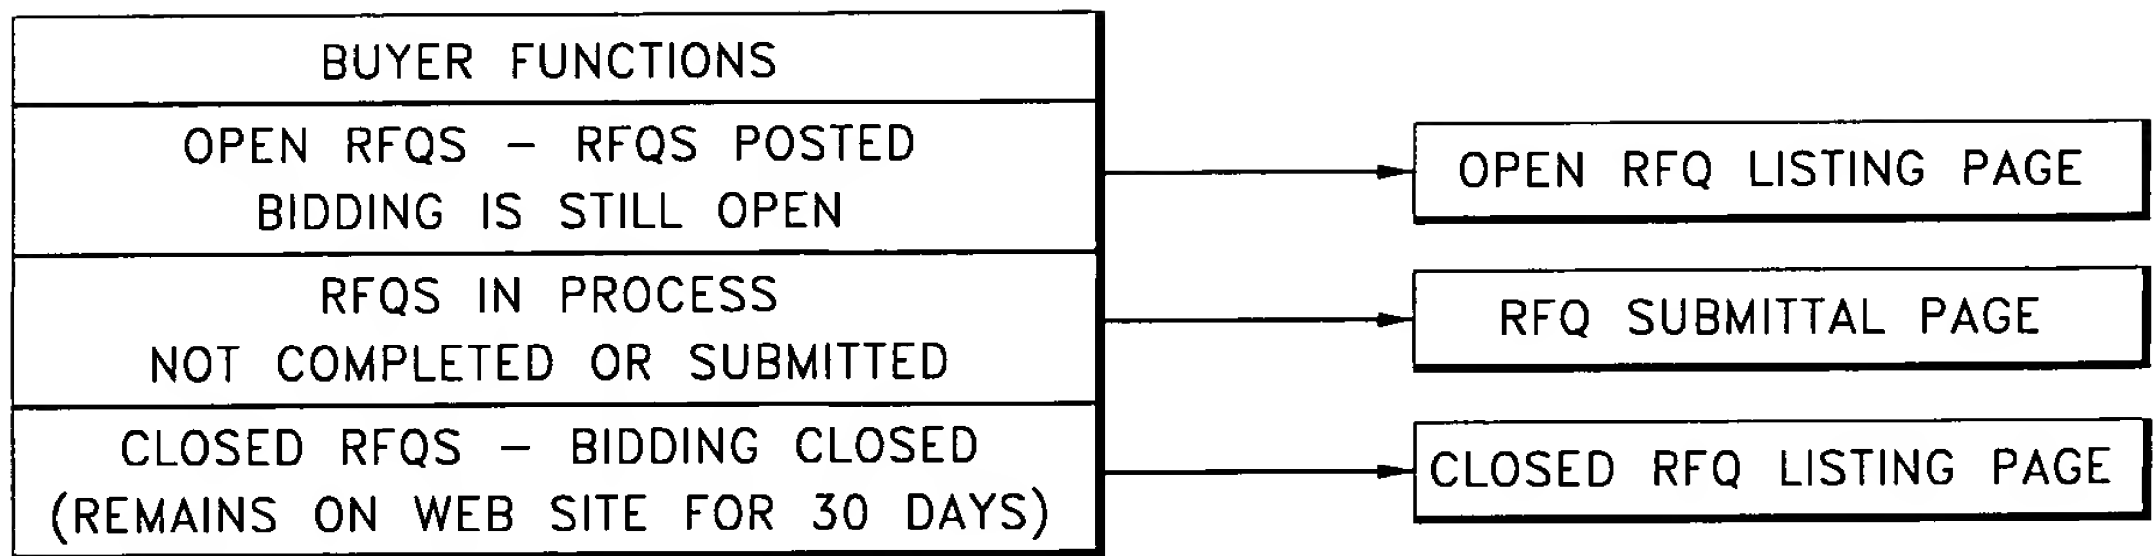 BUYER FUNCTIONS
OPEN RFQS – RFQS POSTED
BIDDING IS STILL OPEN
OPEN RFQ LISTING PAGE
RFQS IN PROCESS
NOT COMPLETED OR SUBMITTED
RFQ SUBMITTAL PAGE
CLOSED RFQS – BIDDING CLOSED
(REMAINS ON WEB SITE FOR 30 DAYS)
CLOSED RFQ LISTING PAGE